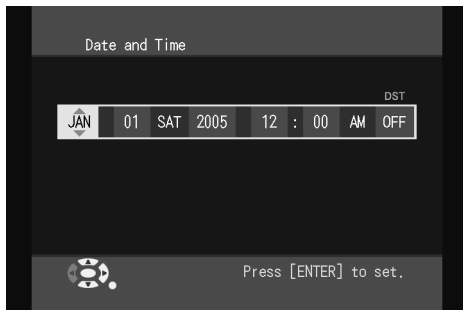 Date and Time
DST
JAN 01 SAT 2005 12 : 00 AM OFF
Press [ENTER] to set.